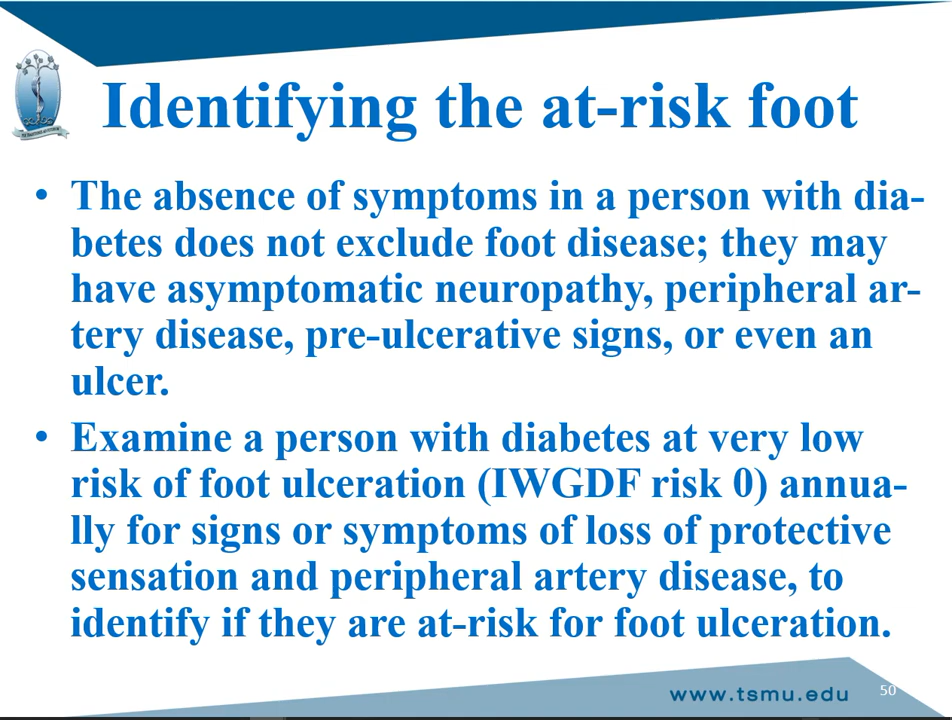 Identifying the at-risk foot
• The absence of symptoms in a person with dia-
betes does not exclude foot disease; they may
have asymptomatic neuropathy, peripheral ar-
tery disease, pre-ulcerative signs, or even an
ulcer.
• Examine a person with diabetes at very low
risk of foot ulceration (IWGDF risk 0) annua-
lly for signs or symptoms of loss of protective
sensation and peripheral artery disease, to
identify if they are at-risk for foot ulceration.
www.tsmu.edu
50